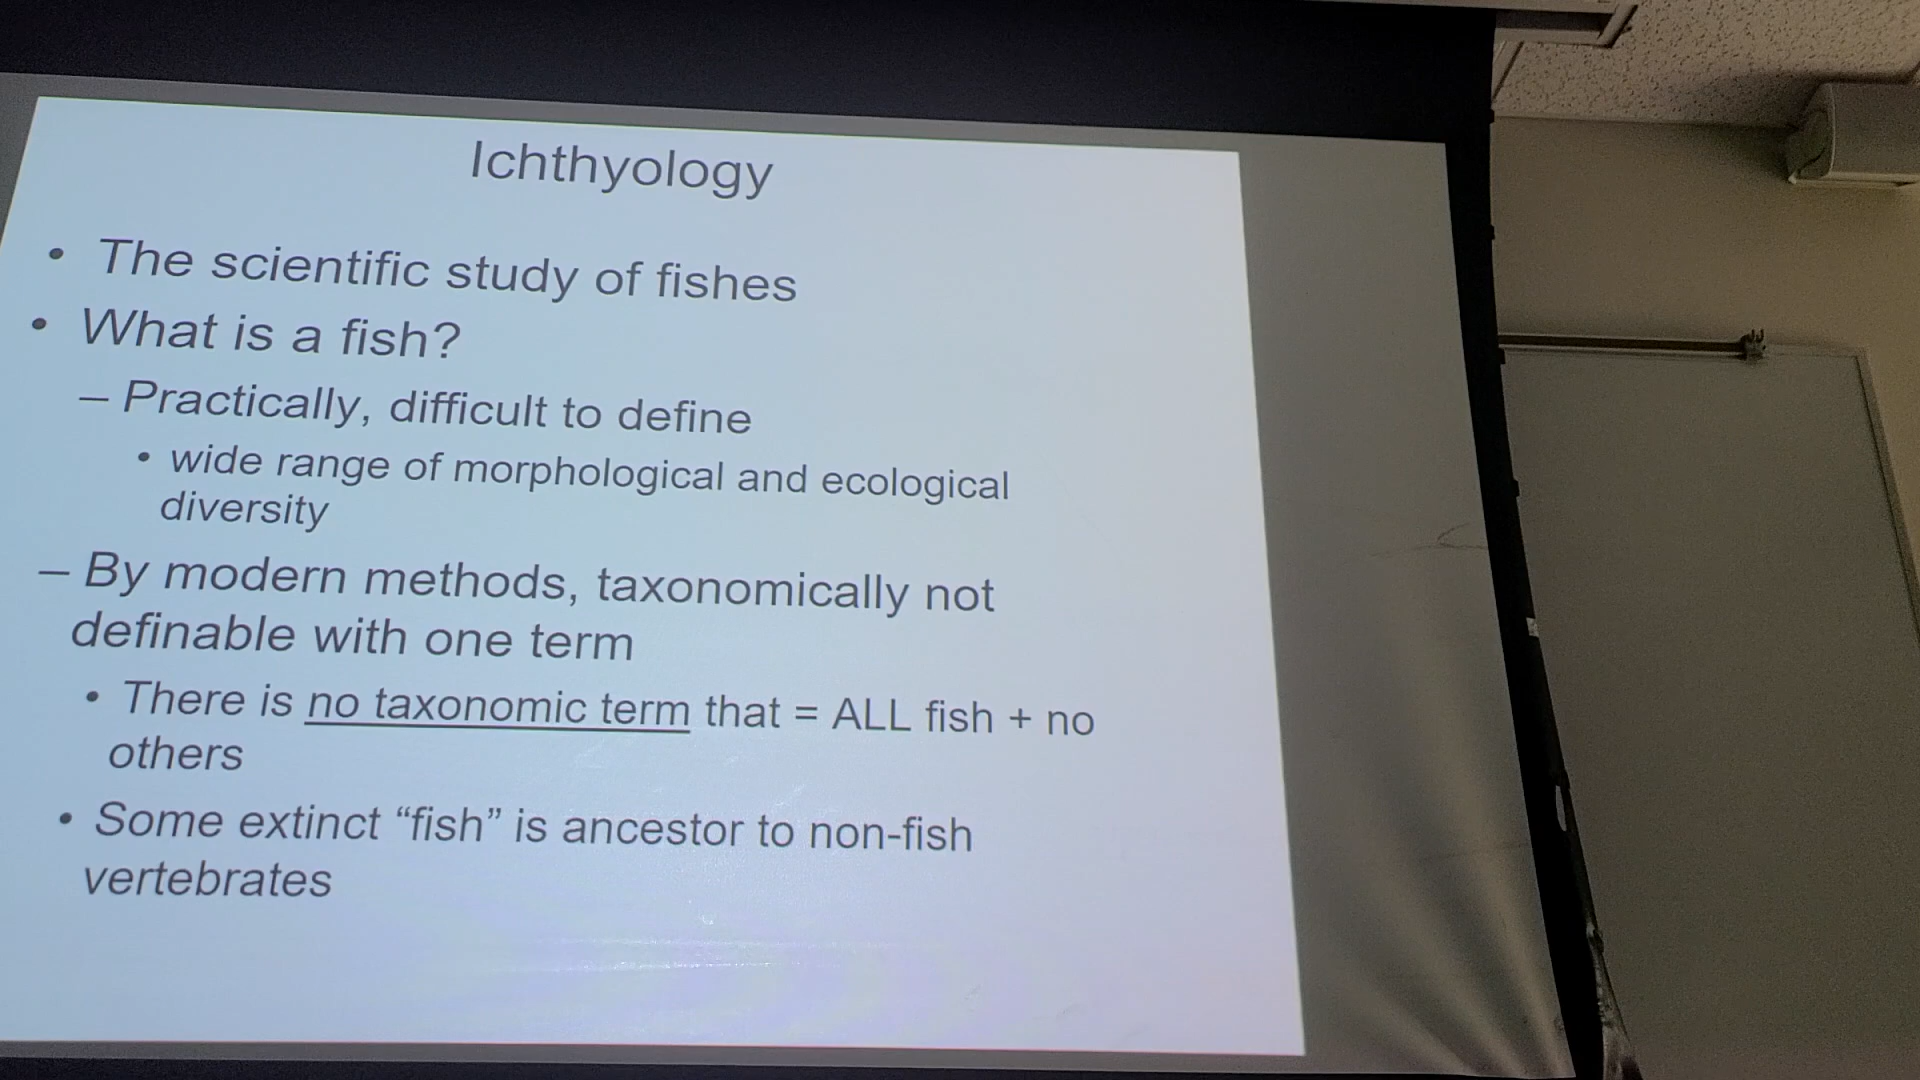 Ichthyology
• The scientific study of fishes
• What is a fish?
– Practically, difficult to define
• wide range of morphological and ecological
diversity
– By modern methods, taxonomically not
definable with one term
• There is no taxonomic term that = ALL fish + no
others
• Some extinct “fish” is ancestor to non-fish
vertebrates